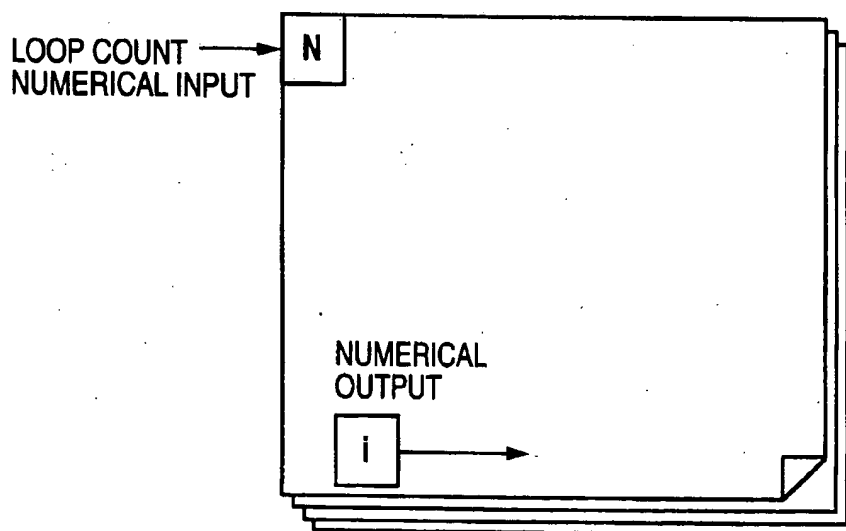 LOOP COUNT
NUMERICAL INPUT
N
NUMERICAL
OUTPUT
i